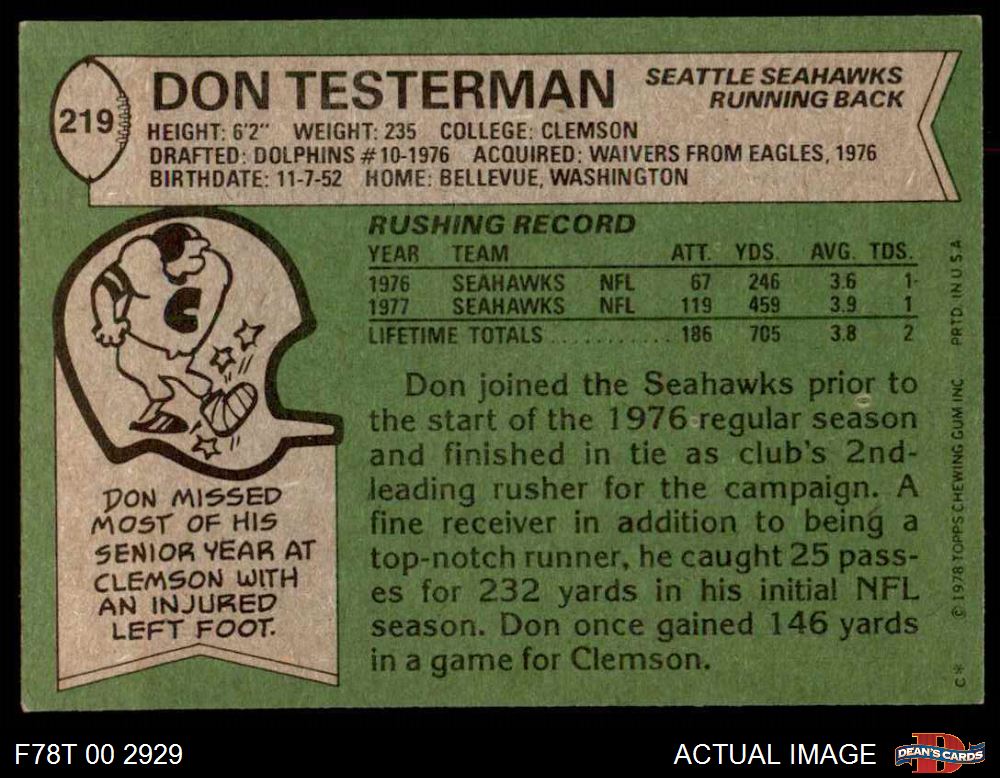 219
DON TESTERMAN
SEATTLE SEAHAWKS
RUNNING BACK
HEIGHT: 6'2" WEIGHT: 235 COLLEGE: CLEMSON
DRAFTED: DOLPHINS #10-1976 ACQUIRED: WAIVERS FROM EAGLES, 1976
BIRTHDATE: 11-7-52 HOME: BELLEVUE, WASHINGTON
RUSHING RECORD
YEAR TEAM ATT. YDS. AVG. TDS.
1976 SEAHAWKS NFL 67 246 3.6 1
1977 SEAHAWKS NFL 119 459 3.9 1
LIFETIME TOTALS ........... 186 705 3.8 2
Don joined the Seahawks prior to
the start of the 1976 regular season
and finished in tie as club's 2nd-
leading rusher for the campaign. A
fine receiver in addition to being a
top-notch runner, he caught 25 pass-
es for 232 yards in his initial NFL
season. Don once gained 146 yards
in a game for Clemson.
C
DON MISSED
MOST OF HIS
SENIOR YEAR AT
CLEMSON WITH
AN INJURED
LEFT FOOT.
C* © 1978 TOPPS CHEWING GUM INC PRTD. IN U.S.A
F78T 00 2929
ACTUAL IMAGE
D
DEAN'S CARDS